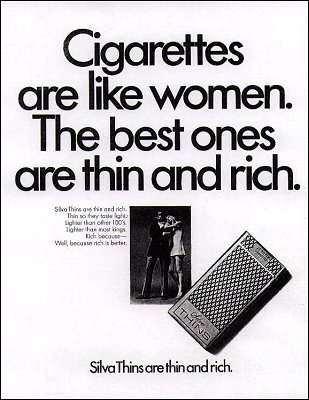 Cigarettes
are like women.
The best ones
are thin and rich.
Silva Thins are thin and rich.
Thin so they taste light.
Lighter than other 100's.
Lighter than most kings.
Rich because—
Well, because rich is better.
Silva
THINS
Silva Thins are thin and rich.